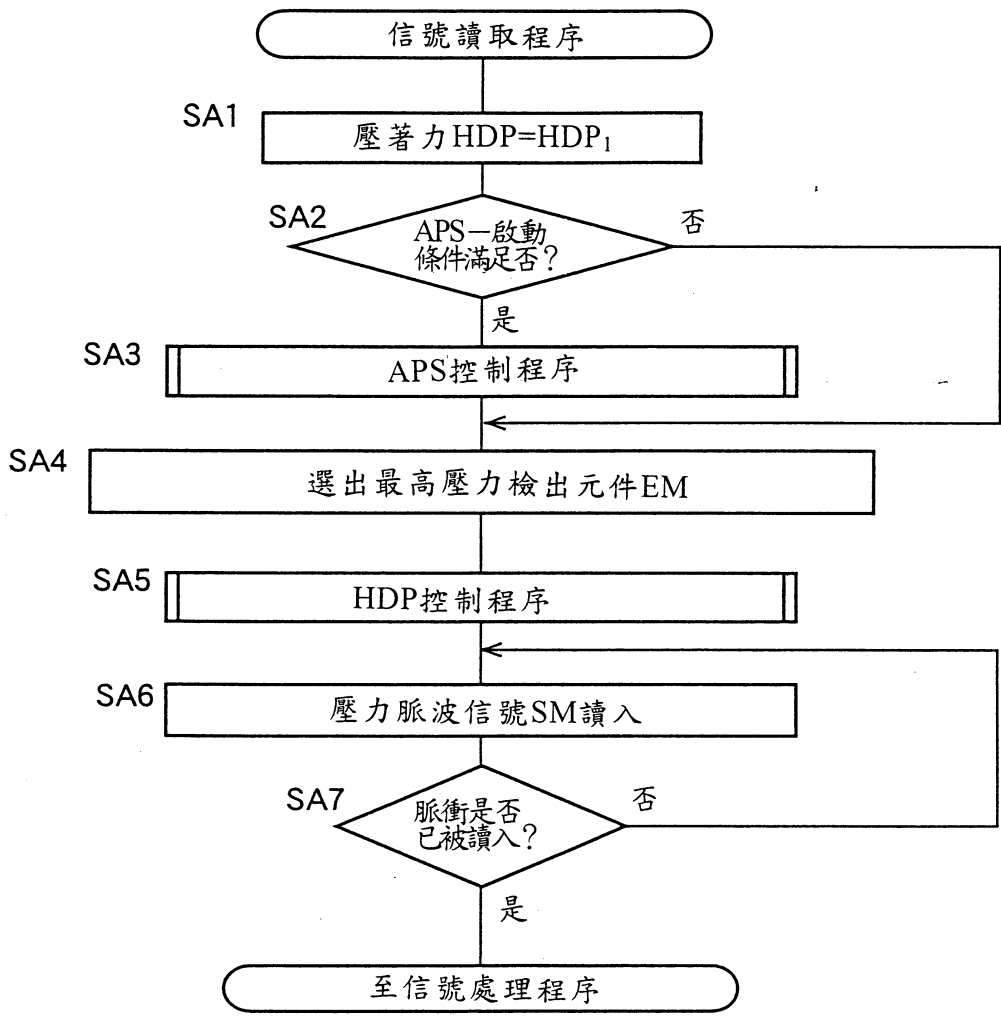 信號讀取程序
SA1
壓著力HDP=HDP₁
SA2
APS－啟動
條件滿足否？
否
是
SA3
APS控制程序
SA4
選出最高壓力檢出元件EM
SA5
HDP控制程序
SA6
壓力脈波信號SM讀入
SA7
脈衝是否
已被讀入？
否
是
至信號處理程序